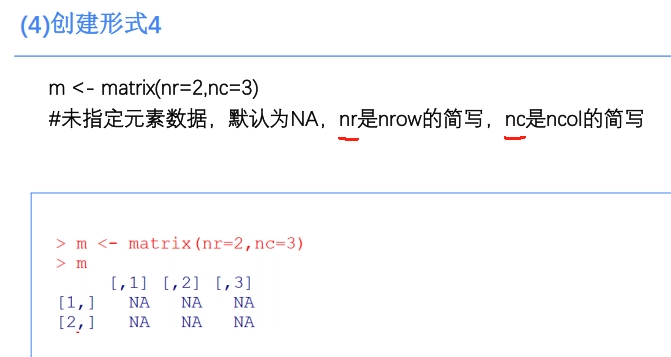 (4)创建形式4
m <- matrix(nr=2,nc=3)
#未指定元素数据，默认为NA，nr是nrow的简写，nc是ncol的简写
> m <- matrix(nr=2,nc=3)
> m
[,1] [,2] [,3]
[1,] NA NA NA
[2,] NA NA NA